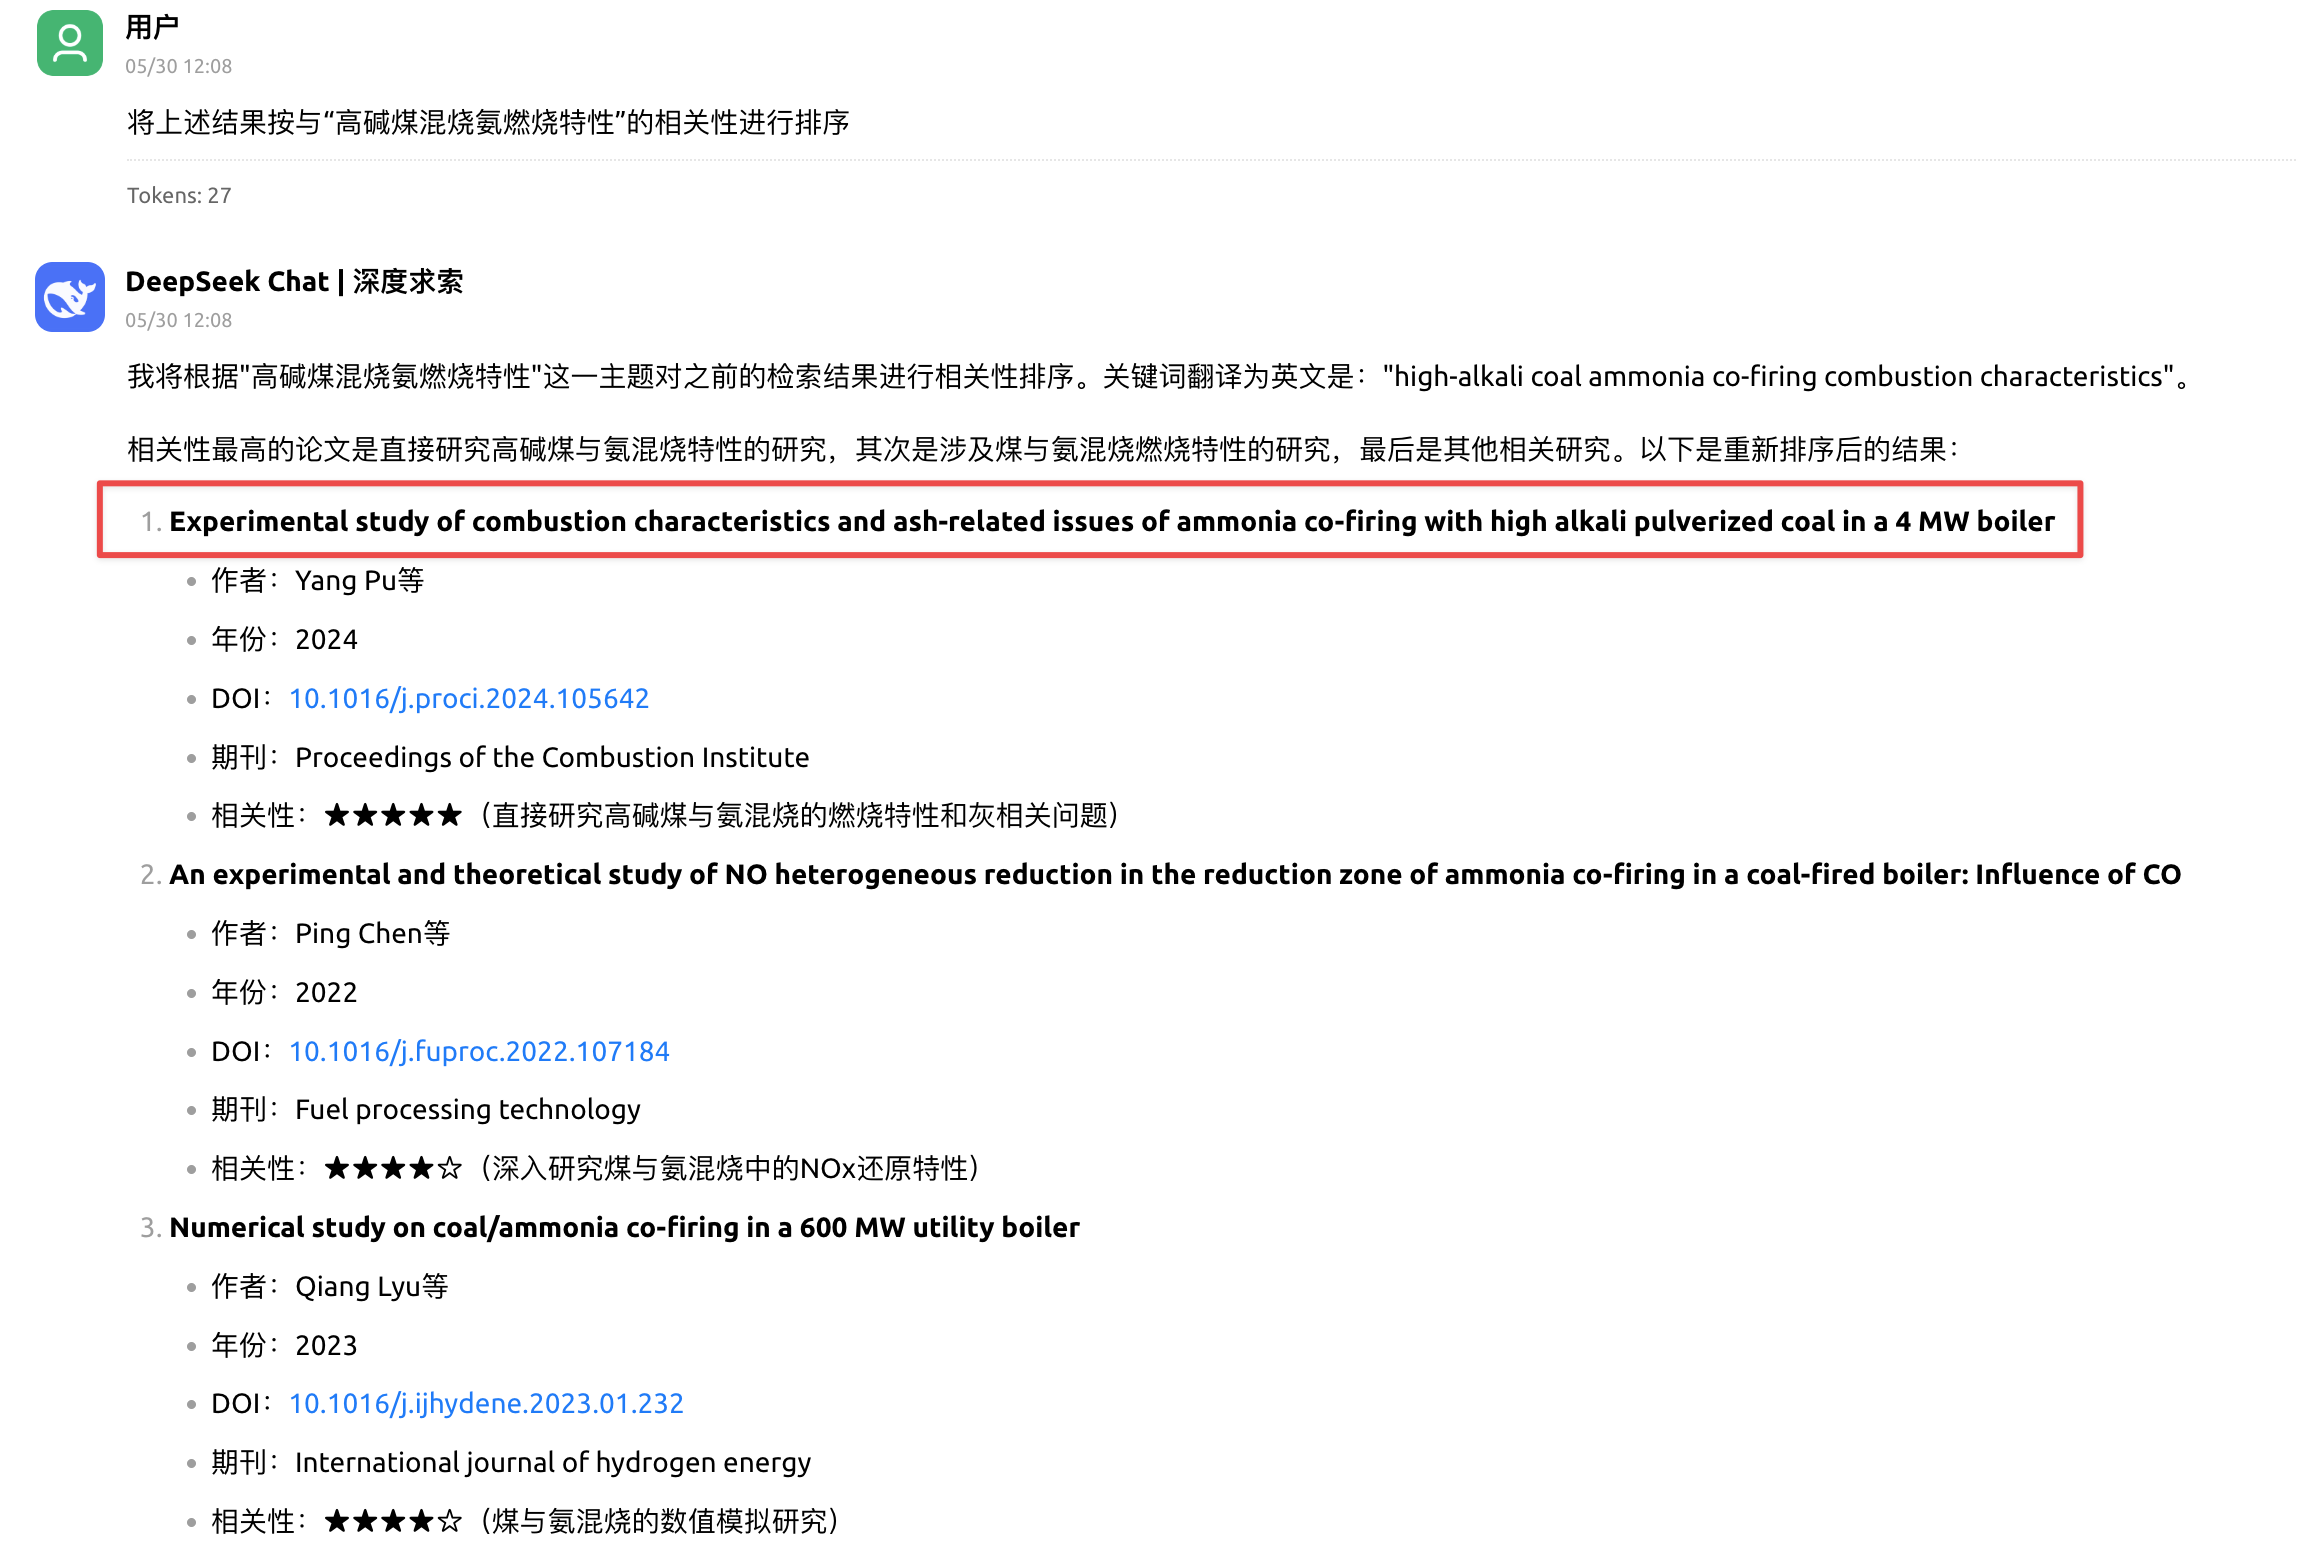 用户
05/30 12:08
将上述结果按与“高碱煤混烧氨燃烧特性”的相关性进行排序
Tokens: 27
DeepSeek Chat | 深度求索
05/30 12:08
我将根据"高碱煤混烧氨燃烧特性"这一主题对之前的检索结果进行相关性排序。关键词翻译为英文是："high-alkali coal ammonia co-firing combustion characteristics"。
相关性最高的论文是直接研究高碱煤与氨混烧特性的研究，其次是涉及煤与氨混烧燃烧特性的研究，最后是其他相关研究。以下是重新排序后的结果：
1. Experimental study of combustion characteristics and ash-related issues of ammonia co-firing with high alkali pulverized coal in a 4 MW boiler
• 作者：Yang Pu等
• 年份：2024
• DOI：10.1016/j.proci.2024.105642
• 期刊：Proceedings of the Combustion Institute
• 相关性：★★★★★（直接研究高碱煤与氨混烧的燃烧特性和灰相关问题）
2. An experimental and theoretical study of NO heterogeneous reduction in the reduction zone of ammonia co-firing in a coal-fired boiler: Influence of CO
• 作者：Ping Chen等
• 年份：2022
• DOI：10.1016/j.fuproc.2022.107184
• 期刊：Fuel processing technology
• 相关性：★★★★☆（深入研究煤与氨混烧中的NOx还原特性）
3. Numerical study on coal/ammonia co-firing in a 600 MW utility boiler
• 作者：Qiang Lyu等
• 年份：2023
• DOI：10.1016/j.ijhydene.2023.01.232
• 期刊：International journal of hydrogen energy
• 相关性：★★★★☆（煤与氨混烧的数值模拟研究）